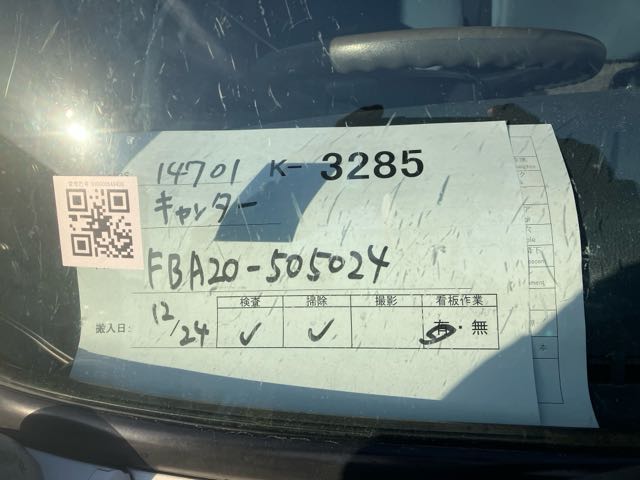 14701 K- 3285
キャンター
FBA20-505024
検査 掃除 撮影 看板作業
搬入日: 12/24 ✓ ✓ 有・無